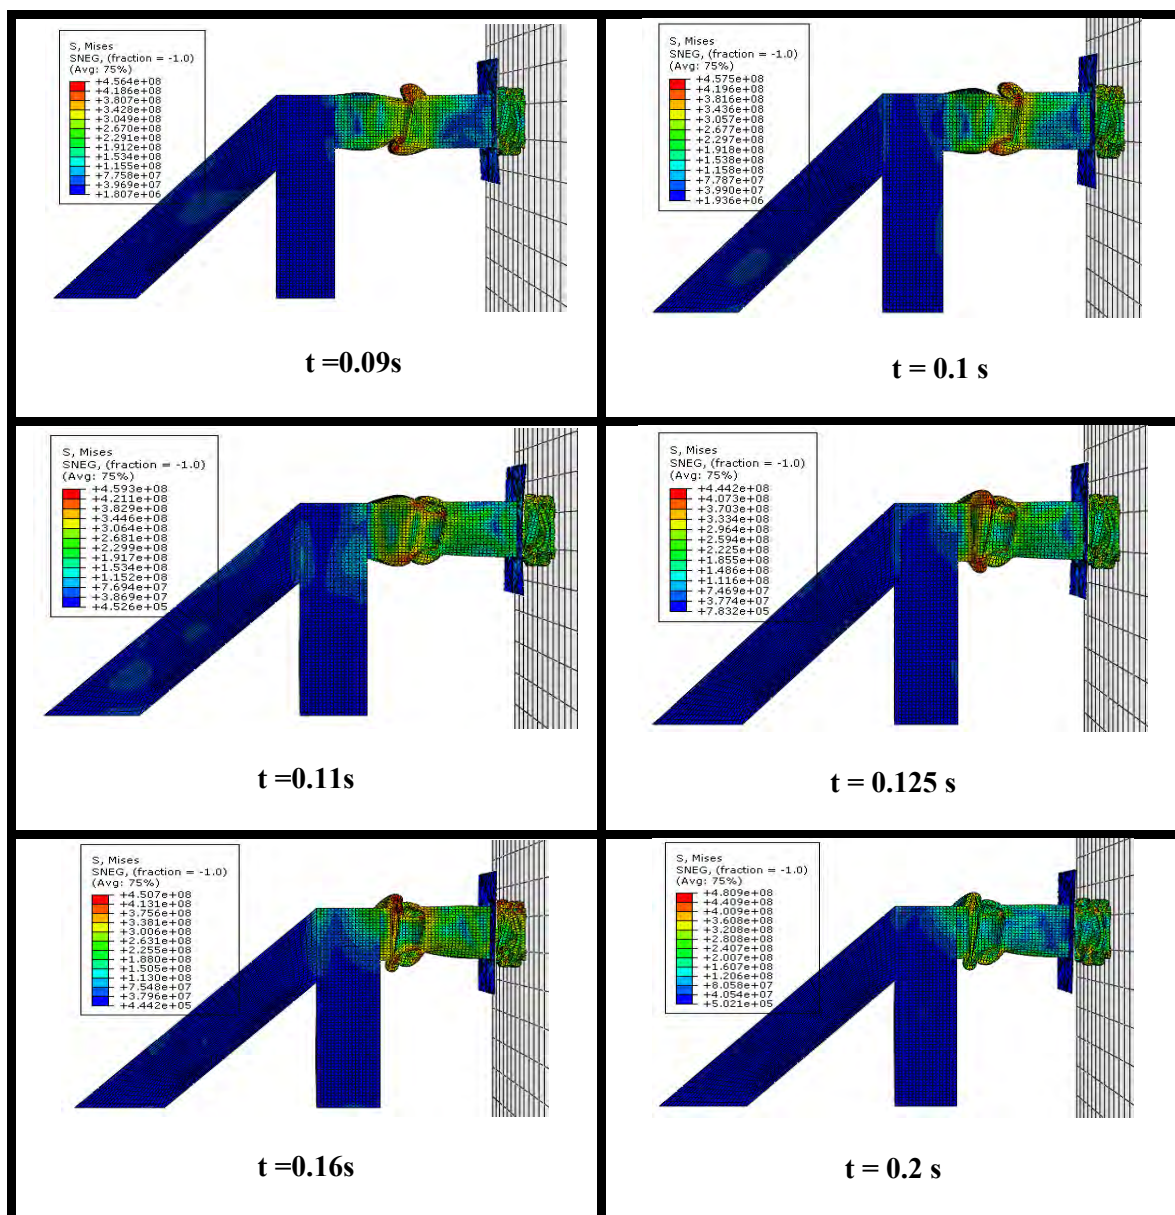 S, Mises
SNEG, (fraction = -1.0)
(Avg: 75%)
+4.564e+08
+4.186e+08
+3.807e+08
+3.428e+08
+3.049e+08
+2.670e+08
+2.291e+08
+1.912e+08
+1.534e+08
+1.155e+08
+7.758e+07
+3.969e+07
+1.807e+06
t =0.09s
S, Mises
SNEG, (fraction = -1.0)
(Avg: 75%)
+4.575e+08
+4.196e+08
+3.816e+08
+3.436e+08
+3.057e+08
+2.677e+08
+2.297e+08
+1.918e+08
+1.538e+08
+1.158e+08
+7.787e+07
+3.990e+07
+1.936e+06
t = 0.1 s
S, Mises
SNEG, (fraction = -1.0)
(Avg: 75%)
+4.593e+08
+4.211e+08
+3.829e+08
+3.446e+08
+3.064e+08
+2.681e+08
+2.299e+08
+1.917e+08
+1.534e+08
+1.152e+08
+7.694e+07
+3.869e+07
+4.526e+05
t =0.11s
S, Mises
SNEG, (fraction = -1.0)
(Avg: 75%)
+4.442e+08
+4.073e+08
+3.703e+08
+3.334e+08
+2.964e+08
+2.594e+08
+2.225e+08
+1.855e+08
+1.486e+08
+1.116e+08
+7.469e+07
+3.774e+07
+7.832e+05
t = 0.125 s
S, Mises
SNEG, (fraction = -1.0)
(Avg: 75%)
+4.507e+08
+4.131e+08
+3.756e+08
+3.381e+08
+3.006e+08
+2.631e+08
+2.255e+08
+1.880e+08
+1.505e+08
+1.130e+08
+7.548e+07
+3.796e+07
+4.442e+05
t =0.16s
S, Mises
SNEG, (fraction = -1.0)
(Avg: 75%)
+4.809e+08
+4.409e+08
+4.009e+08
+3.608e+08
+3.208e+08
+2.808e+08
+2.407e+08
+2.007e+08
+1.607e+08
+1.206e+08
+8.058e+07
+4.054e+07
+5.021e+05
t = 0.2 s